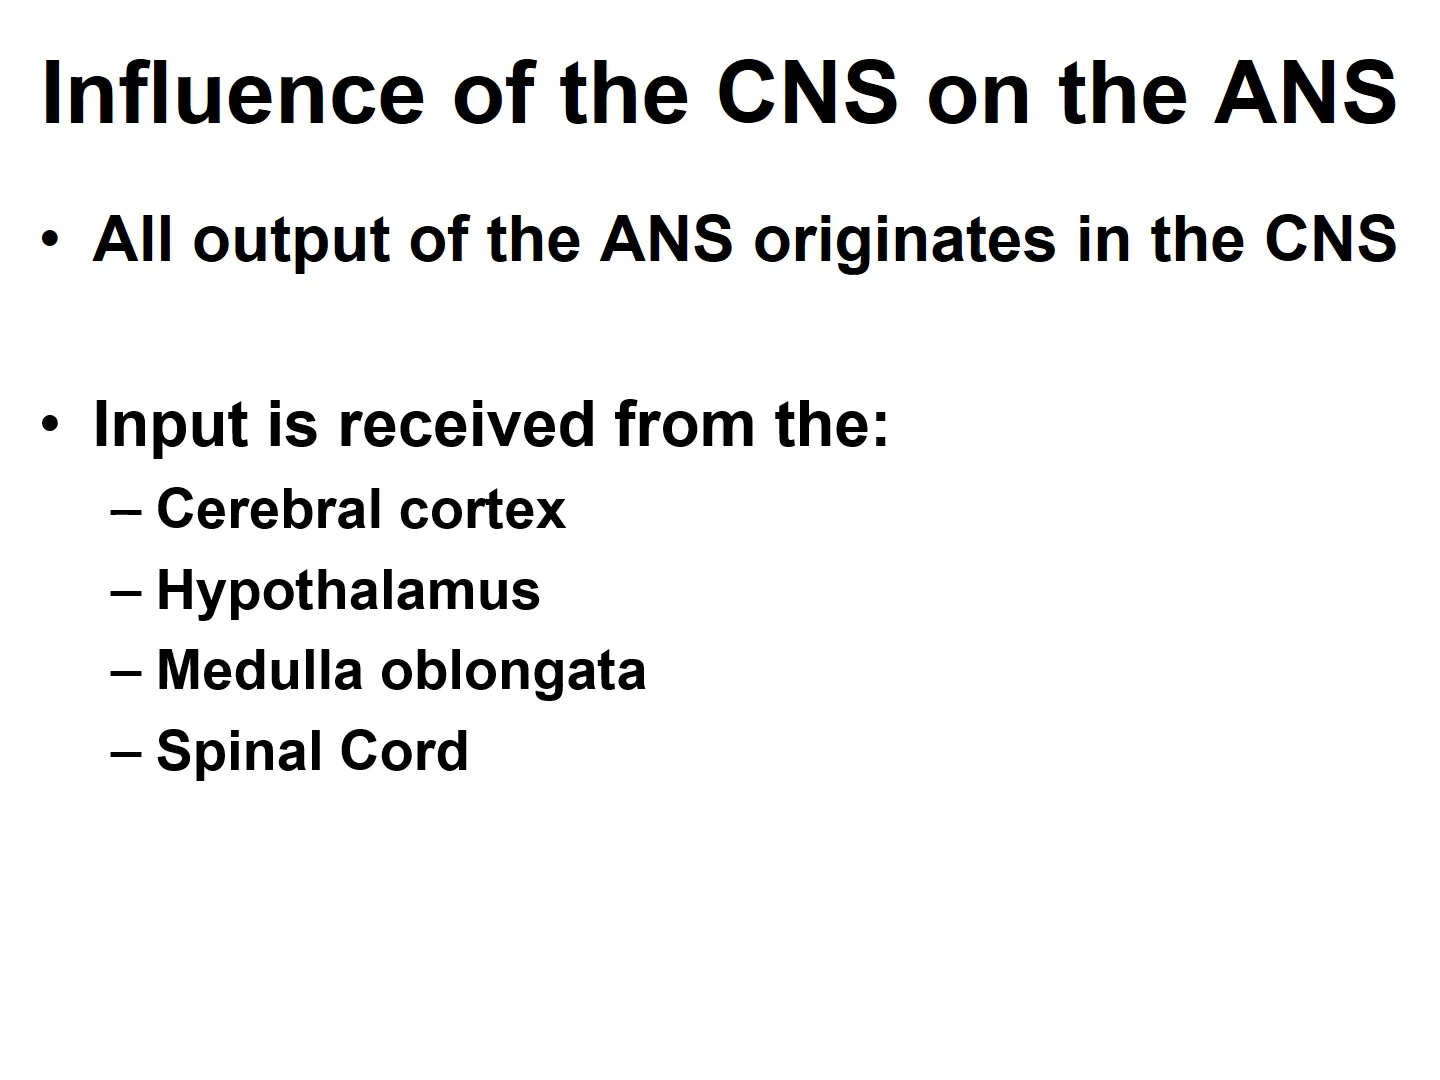 Influence of the CNS on the ANS
• All output of the ANS originates in the CNS
• Input is received from the:
– Cerebral cortex
– Hypothalamus
– Medulla oblongata
– Spinal Cord